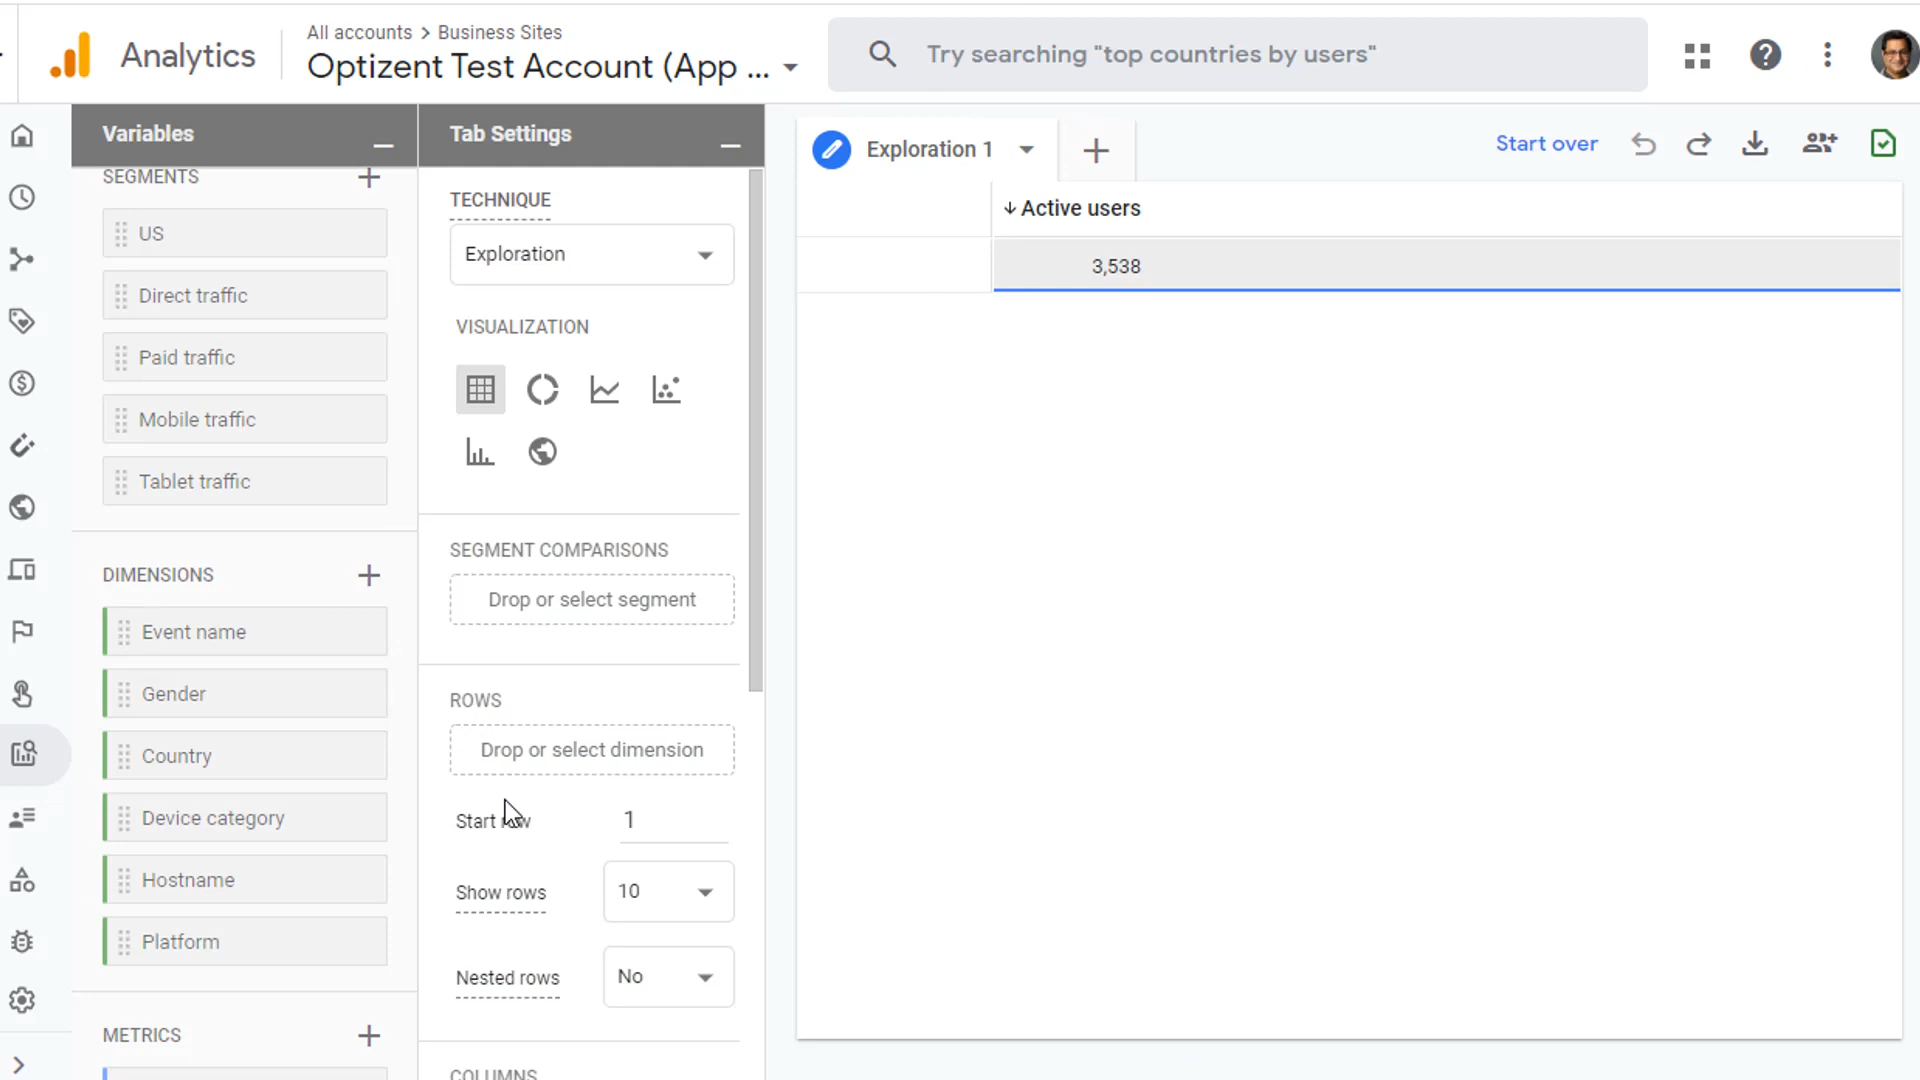 Analytics
All accounts > Business Sites
Optizent Test Account (App ...
Try searching "top countries by users"
Variables
SEGMENTS
US
Direct traffic
Paid traffic
Mobile traffic
Tablet traffic
DIMENSIONS
Event name
Gender
Country
Device category
Hostname
Platform
METRICS
Tab Settings
TECHNIQUE
Exploration
VISUALIZATION
SEGMENT COMPARISONS
Drop or select segment
ROWS
Drop or select dimension
Start row 1
Show rows 10
Nested rows No
COLUMNS
Exploration 1
Start over
↓ Active users
3,538